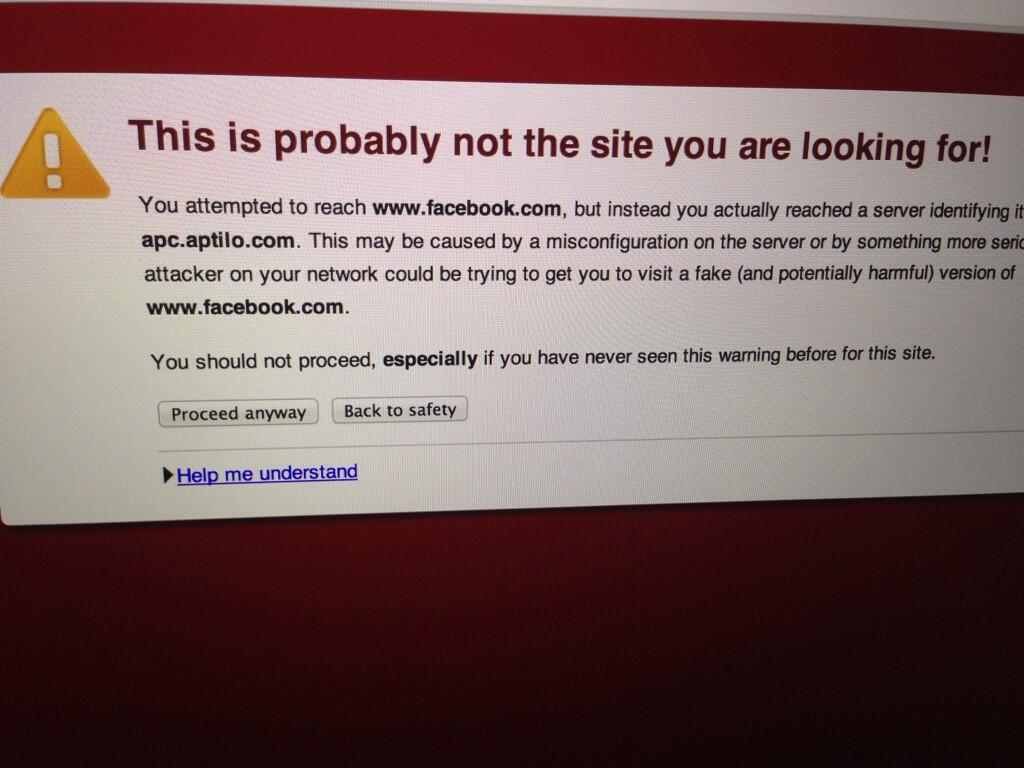 This is probably not the site you are looking for!
You attempted to reach www.facebook.com, but instead you actually reached a server identifying
apc.aptilo.com. This may be caused by a misconfiguration on the server or by something more
attacker on your network could be trying to get you to visit a fake (and potentially harmful) version of
www.facebook.com.
You should not proceed, especially if you have never seen this warning before for this site.
Proceed anyway Back to safety
Help me understand